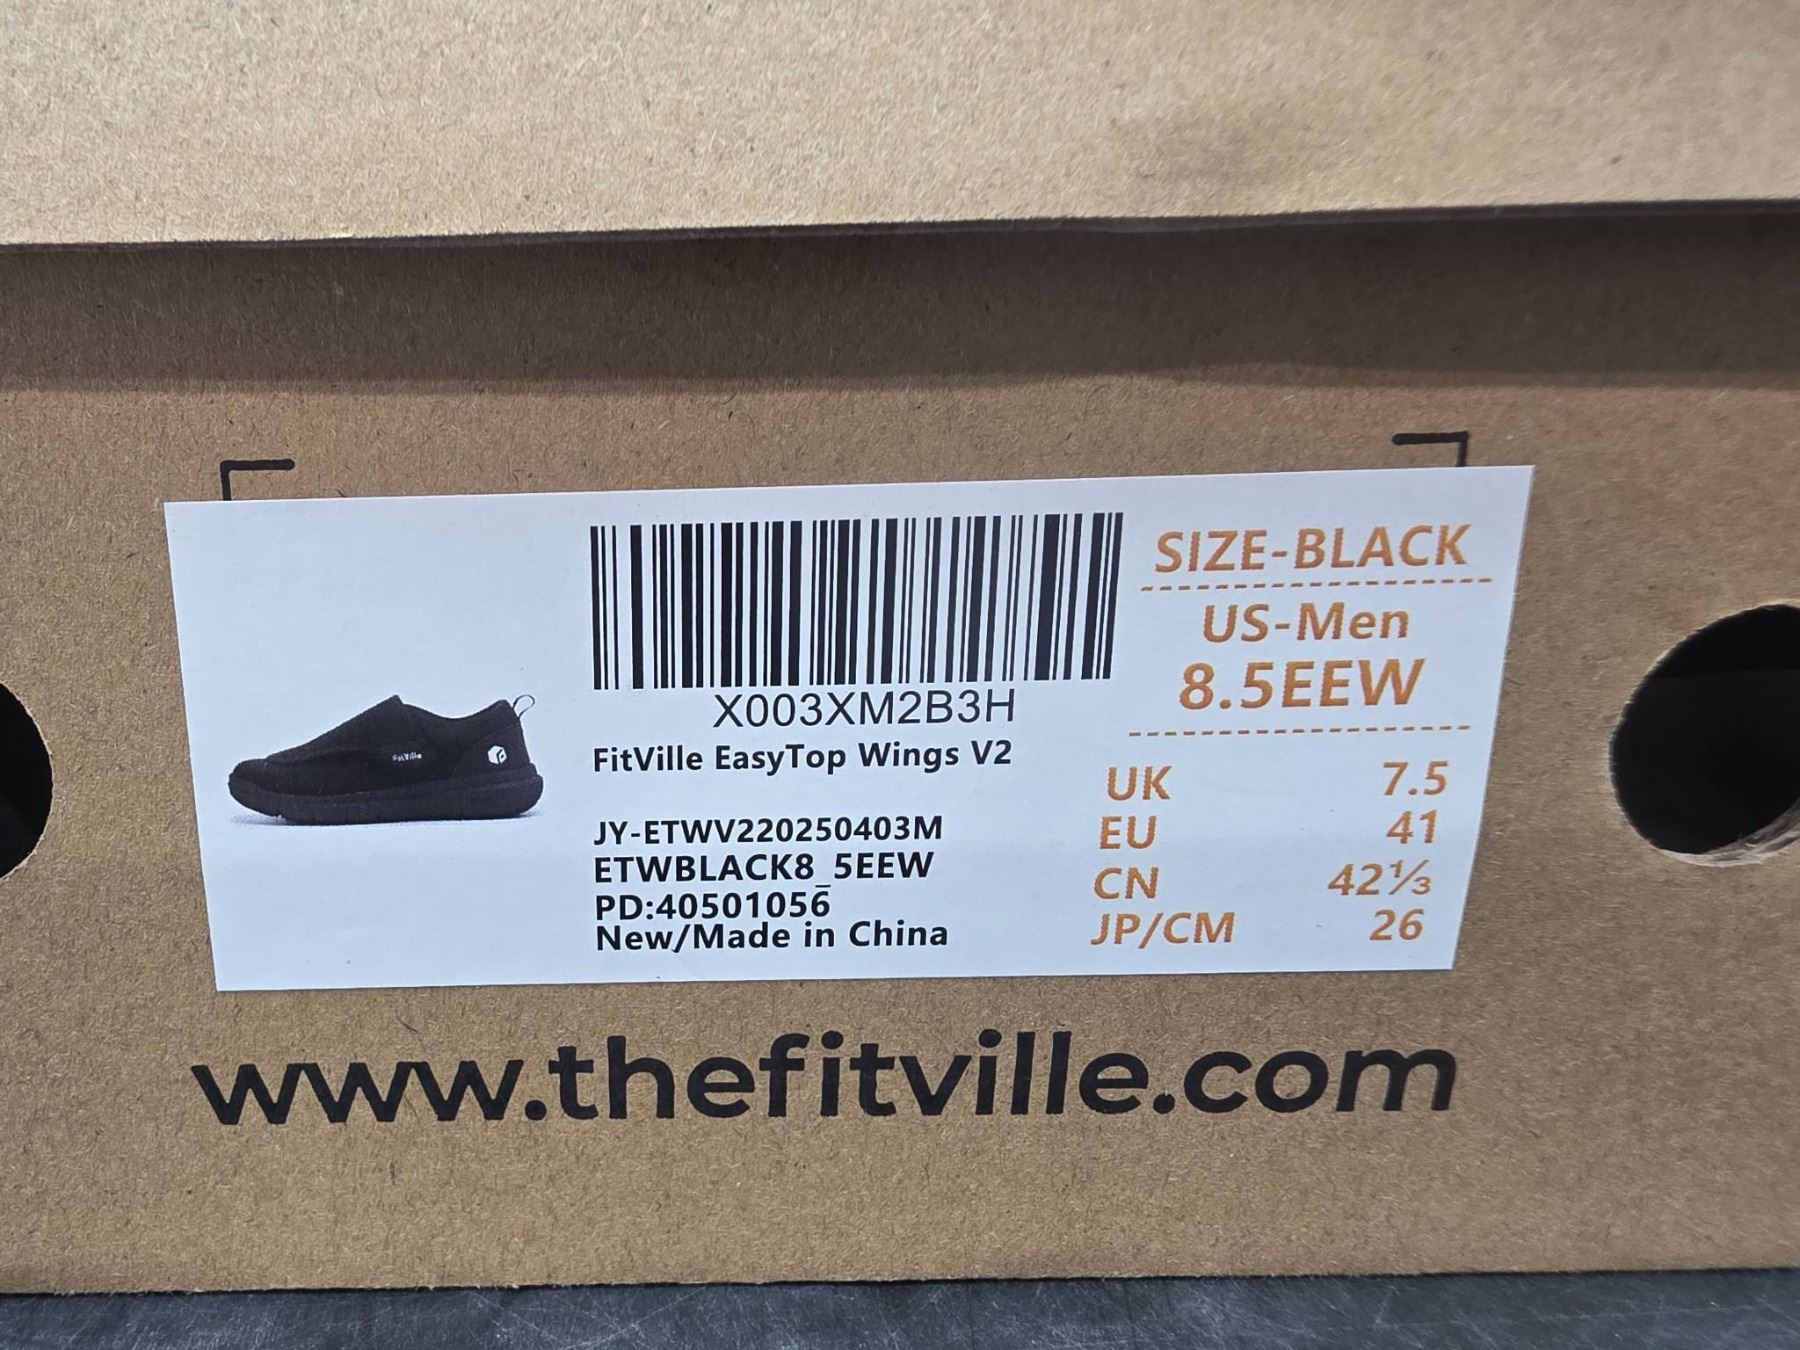 X003XM2B3H
FitVille EasyTop Wings V2
JY-ETWV220250403M
ETWBLACK8_5EEW
PD:40501056
New/Made in China
SIZE-BLACK
US-Men
8.5EEW
UK 7.5
EU 41
CN 42⅓
JP/CM 26
FitVille
www.thefitville.com